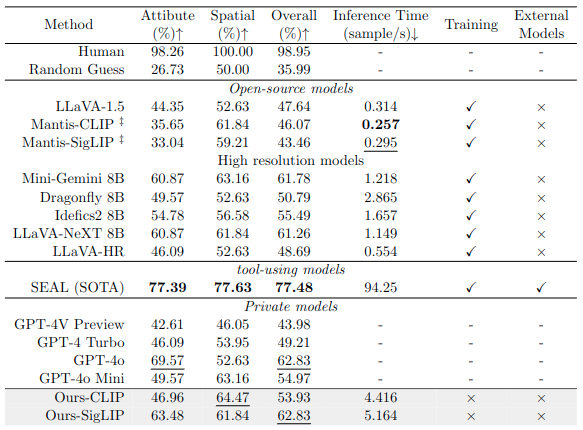 Method Attibute (%)↑ Spatial (%)↑ Overall (%)↑ Inference Time (sample/s)↓ Training External Models
Human 98.26 100.00 98.95 - - -
Random Guess 26.73 50.00 35.99 - - -
Open-source models
LLaVA-1.5 44.35 52.63 47.64 0.314 ✓ ×
Mantis-CLIP ‡ 35.65 61.84 46.07 0.257 ✓ ×
Mantis-SigLIP ‡ 33.04 59.21 43.46 0.295 ✓ ×
High resolution models
Mini-Gemini 8B 60.87 63.16 61.78 1.218 ✓ ×
Dragonfly 8B 49.57 52.63 50.79 2.865 ✓ ×
Idefics2 8B 54.78 56.58 55.49 1.657 ✓ ×
LLaVA-NeXT 8B 60.87 61.84 61.26 1.149 ✓ ×
LLaVA-HR 46.09 52.63 48.69 0.554 ✓ ×
tool-using models
SEAL (SOTA) 77.39 77.63 77.48 94.25 ✓ ✓
Private models
GPT-4V Preview 42.61 46.05 43.98 - - -
GPT-4 Turbo 46.09 53.95 49.21 - - -
GPT-4o 69.57 52.63 62.83 - - -
GPT-4o Mini 49.57 63.16 54.97 - - -
Ours-CLIP 46.96 64.47 53.93 4.416 × ×
Ours-SigLIP 63.48 61.84 62.83 5.164 × ×